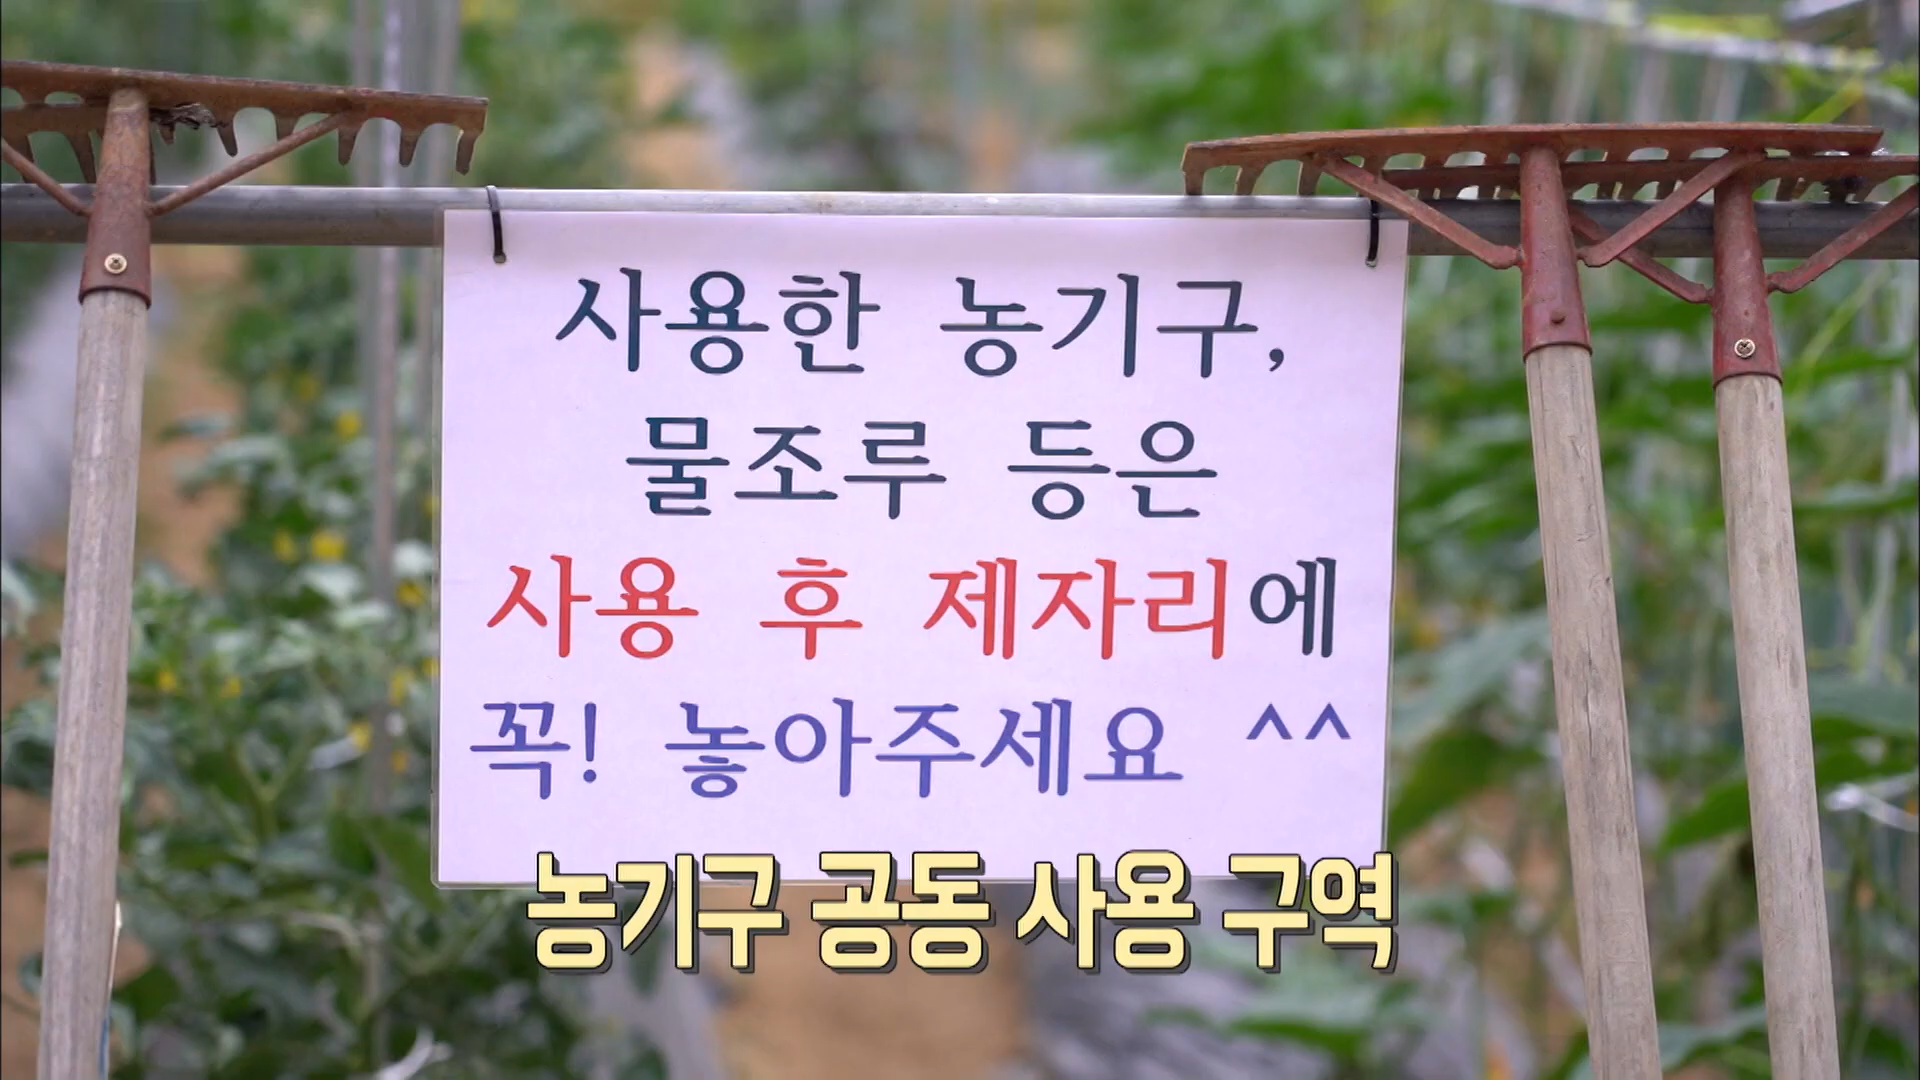 사용한 농기구,
물조루 등은
사용 후 제자리에
꼭! 놓아주세요 ^^
농기구 공동 사용 구역